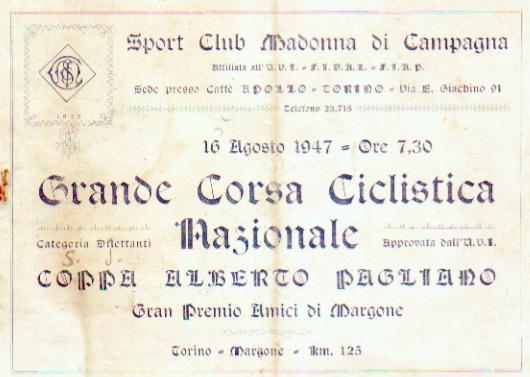 Sport Club Madonna di Campagna
Affiliata all'U.V.I. - F.I.D.A.L. - F.I.A.P.
Sede presso Caffè APOLLO - TORINO - Via E. Giachino 91
Telefono 23.715
1922
16 Agosto 1947 - Ore 7,30
Grande Corsa Ciclistica
Nazionale
Categoria Dilettanti
S. J.
Approvata dall'U.V.I.
COPPA ALBERTO PAGLIANO
Gran Premio Amici di Margone
Torino - Margone - km. 125